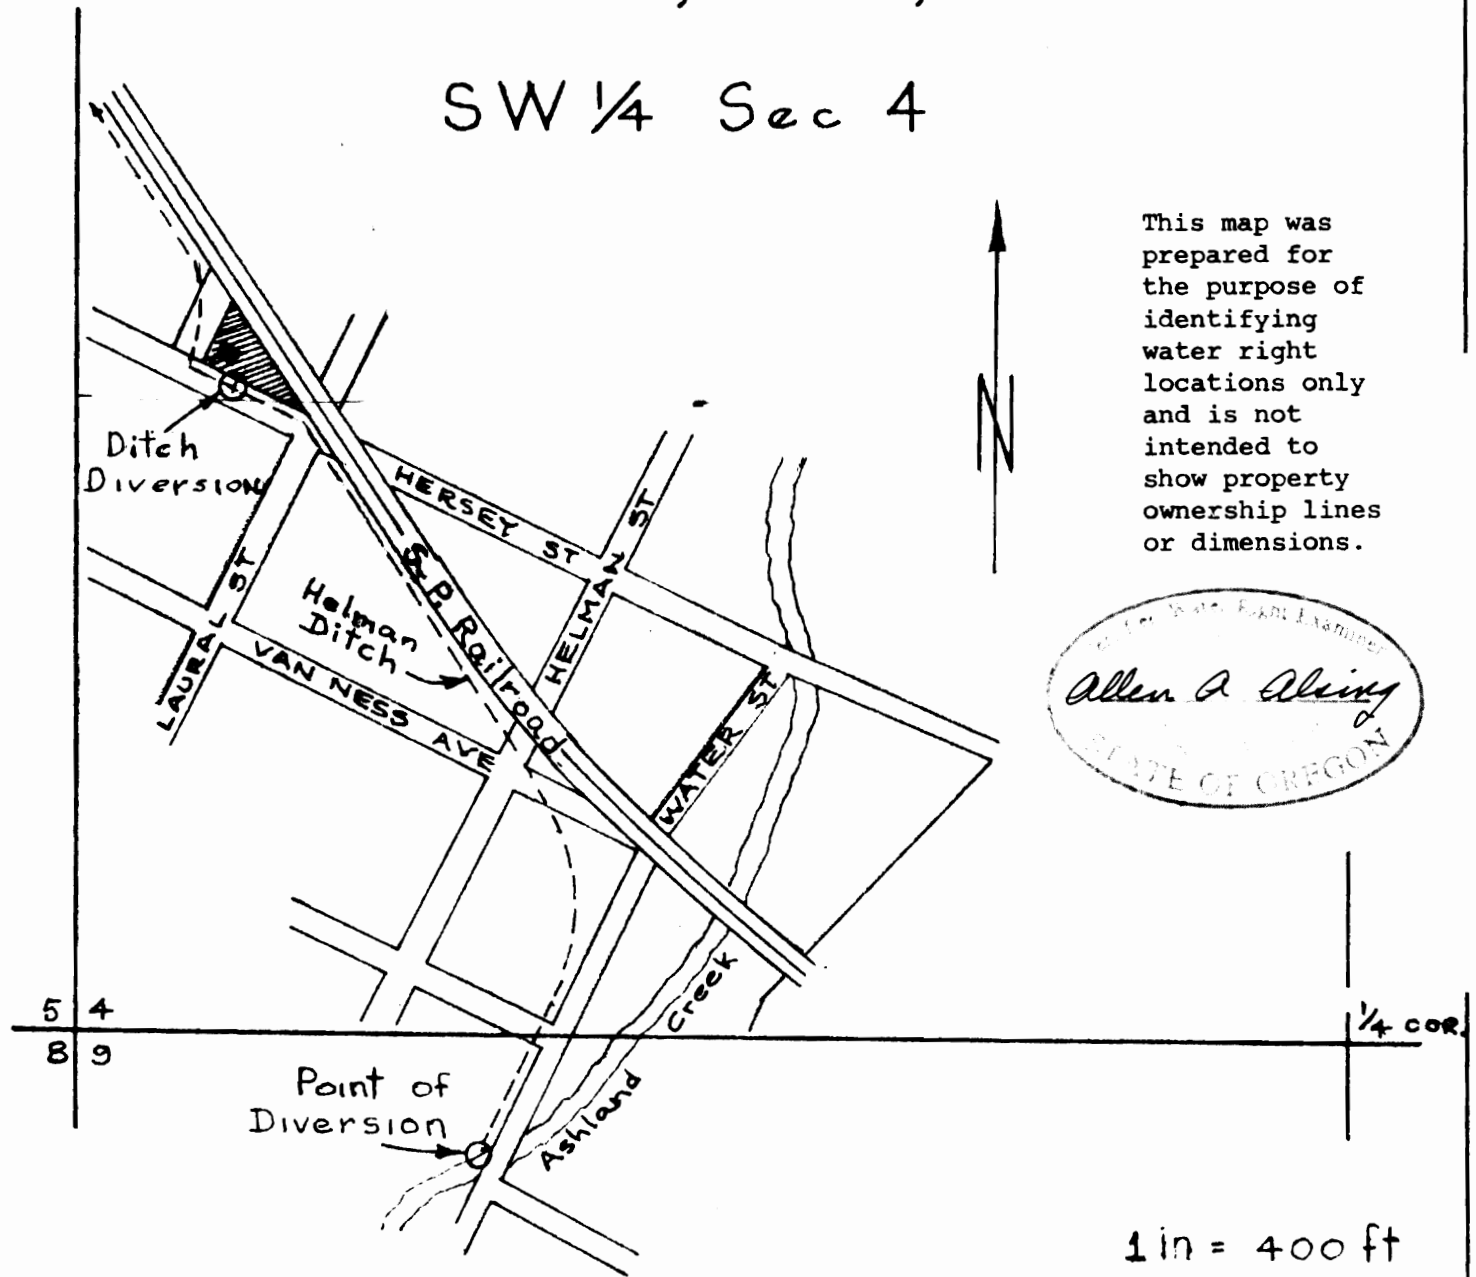 SW 1/4 Sec 4
This map was
prepared for
the purpose of
identifying
water right
locations only
and is not
intended to
show property
ownership lines
or dimensions.
N
Ditch
Diversion
HERSEY ST
HELMAN ST
S.P. Railroad
LAURAL ST
Helman
Ditch
VAN NESS AVE
WATER ST
Water Right Examiner
Allen A Alsing
STATE OF OREGON
Ashland Creek
5 4
8 9
1/4 COR.
Point of
Diversion
1 in = 400 ft